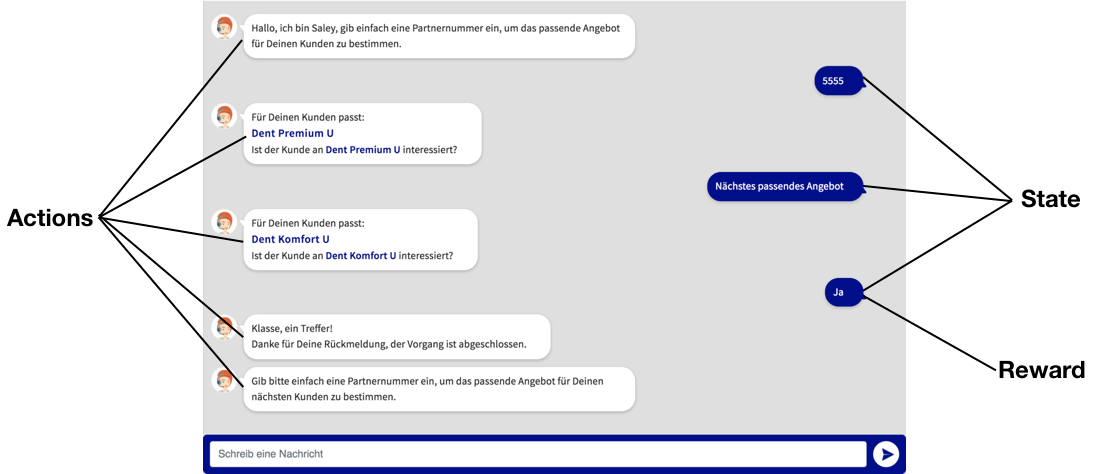 Hallo, ich bin Saley, gib einfach eine Partnernummer ein, um das passende Angebot
für Deinen Kunden zu bestimmen.
5555
Für Deinen Kunden passt:
Dent Premium U
Ist der Kunde an Dent Premium U interessiert?
Nächstes passendes Angebot
Actions
State
Für Deinen Kunden passt:
Dent Komfort U
Ist der Kunde an Dent Komfort U interessiert?
Ja
Klasse, ein Treffer!
Danke für Deine Rückmeldung, der Vorgang ist abgeschlossen.
Reward
Gib bitte einfach eine Partnernummer ein, um das passende Angebot für Deinen
nächsten Kunden zu bestimmen.
Schreib eine Nachricht